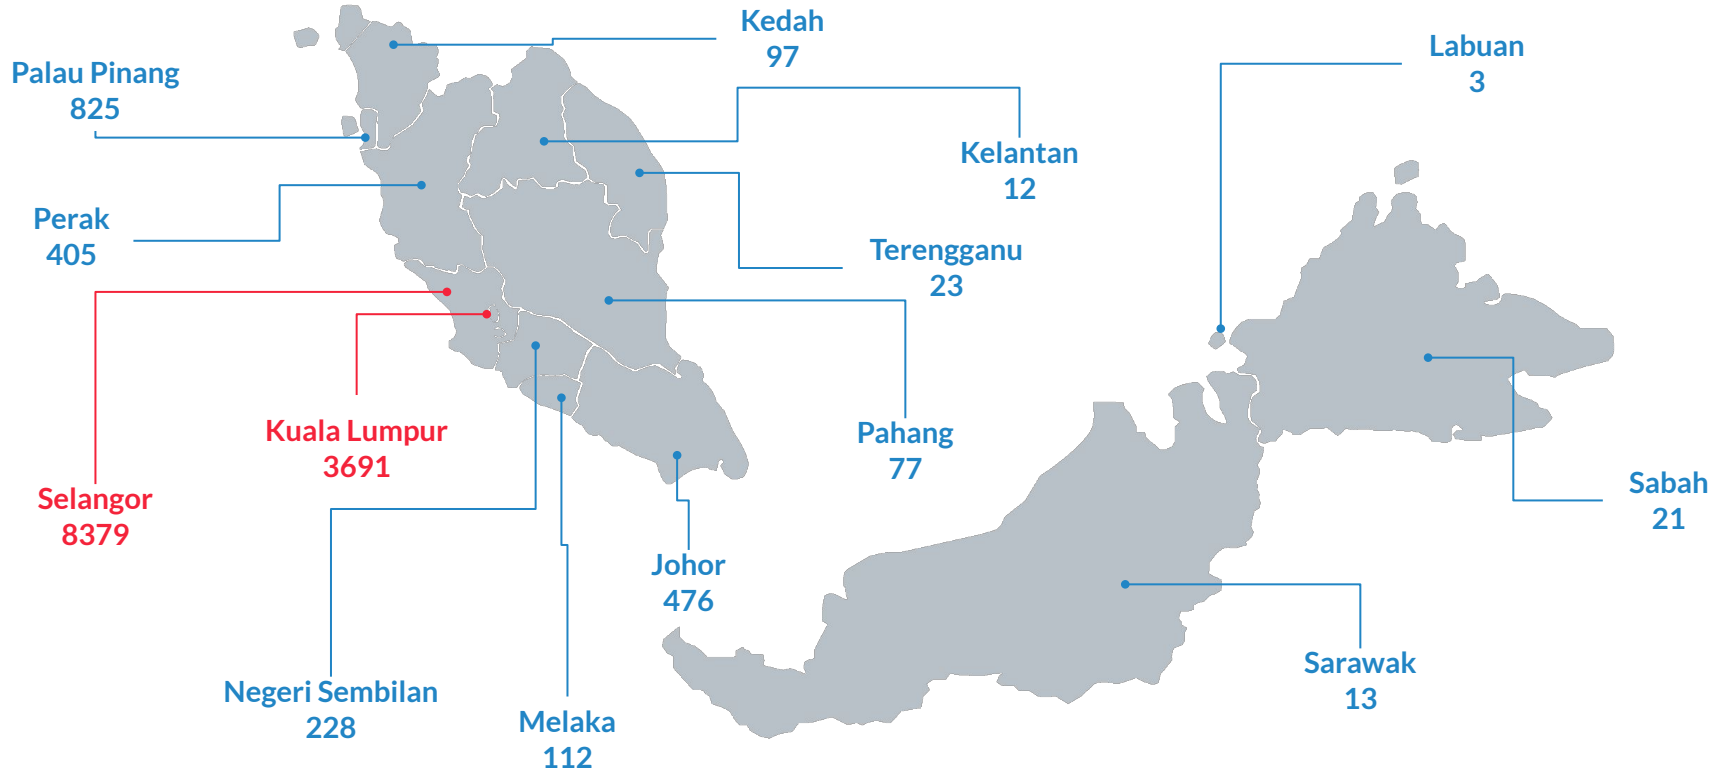 Kedah
97
Labuan
3
Palau Pinang
825
Kelantan
12
Perak
405
Terengganu
23
Kuala Lumpur
3691
Pahang
77
Selangor
8379
Sabah
21
Johor
476
Sarawak
13
Negeri Sembilan
228
Melaka
112